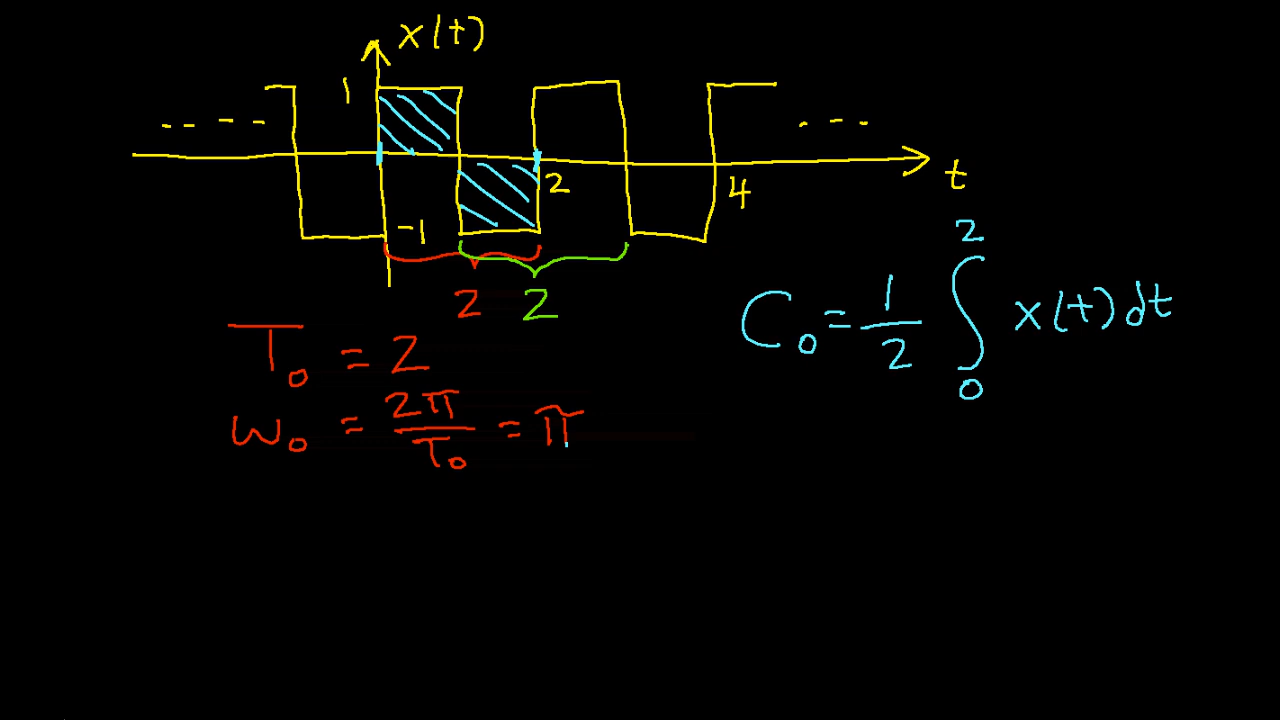 x(t)
1
---- ---
2
t
4
-1
2 2
T₀ = 2
ω₀ = 2π/T₀ = π
C₀ = 1/2 ∫₀² x(t) dt